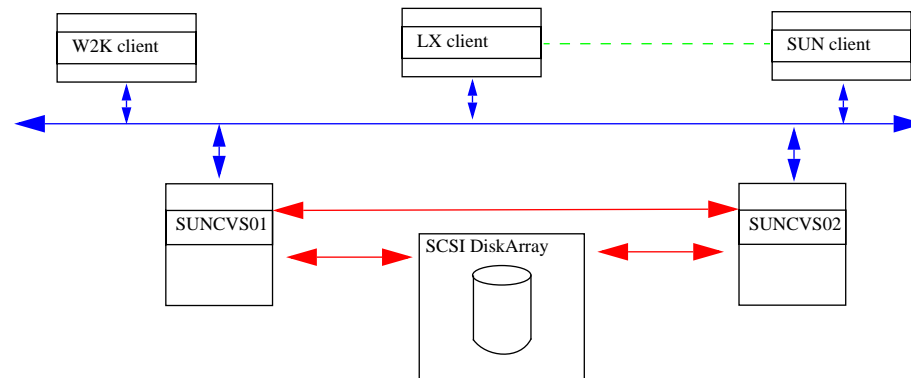 W2K client
LX client
SUN client
SUNCVS01
SUNCVS02
SCSI DiskArray